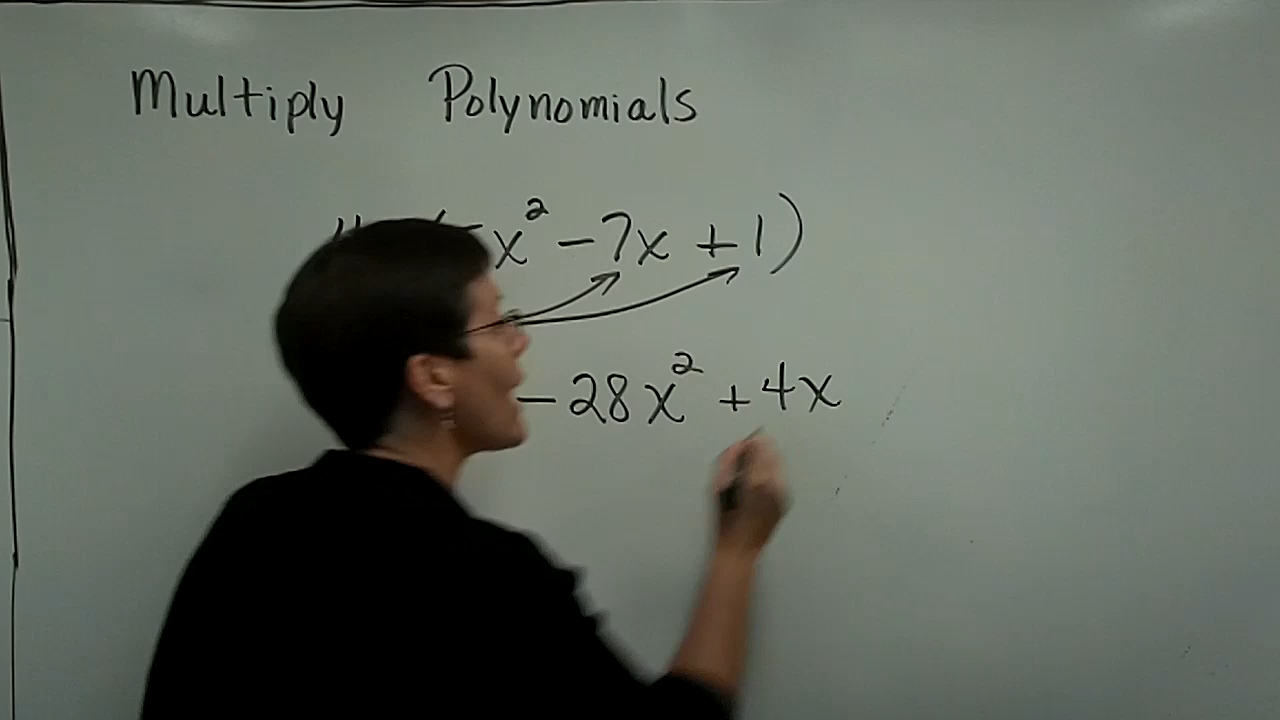 Multiply Polynomials
x² - 7x + 1)
- 28x² + 4x